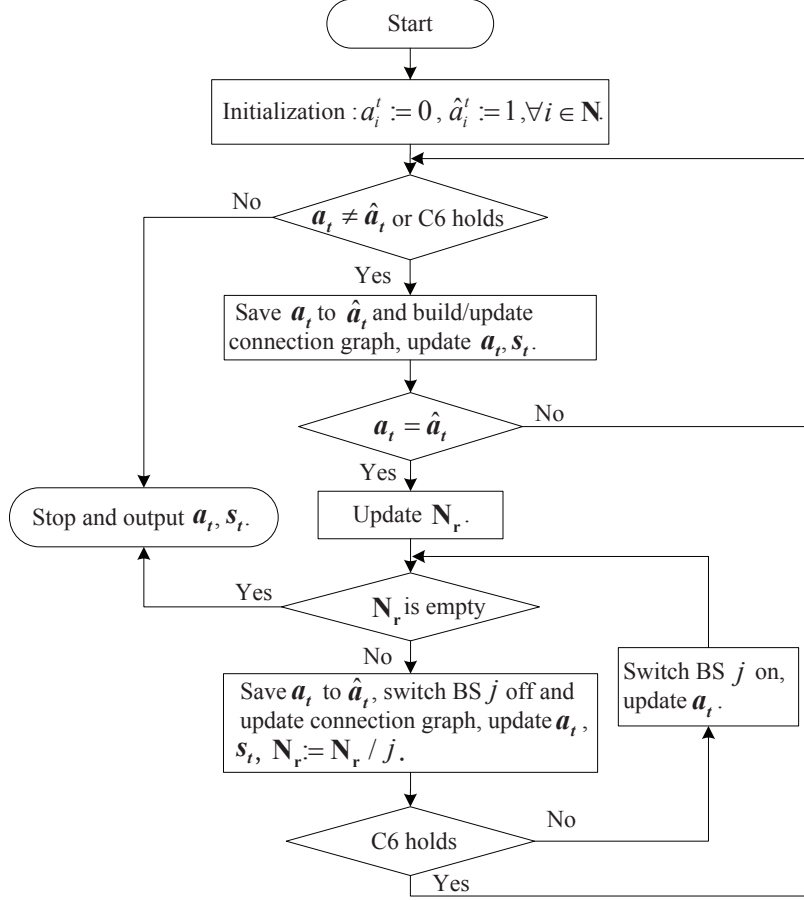 Start
Initialization : a_i^t := 0 , â_i^t := 1 ,∀i ∈ N.
No
a_t ≠ â_t or C6 holds
Yes
Save a_t to â_t and build/update
connection graph, update a_t, s_t.
a_t = â_t
No
Yes
Stop and output a_t, s_t.
Update N_r.
Yes
N_r is empty
No
Switch BS j on,
update a_t.
Save a_t to â_t, switch BS j off and
update connection graph, update a_t ,
s_t, N_r := N_r / j.
C6 holds
No
Yes